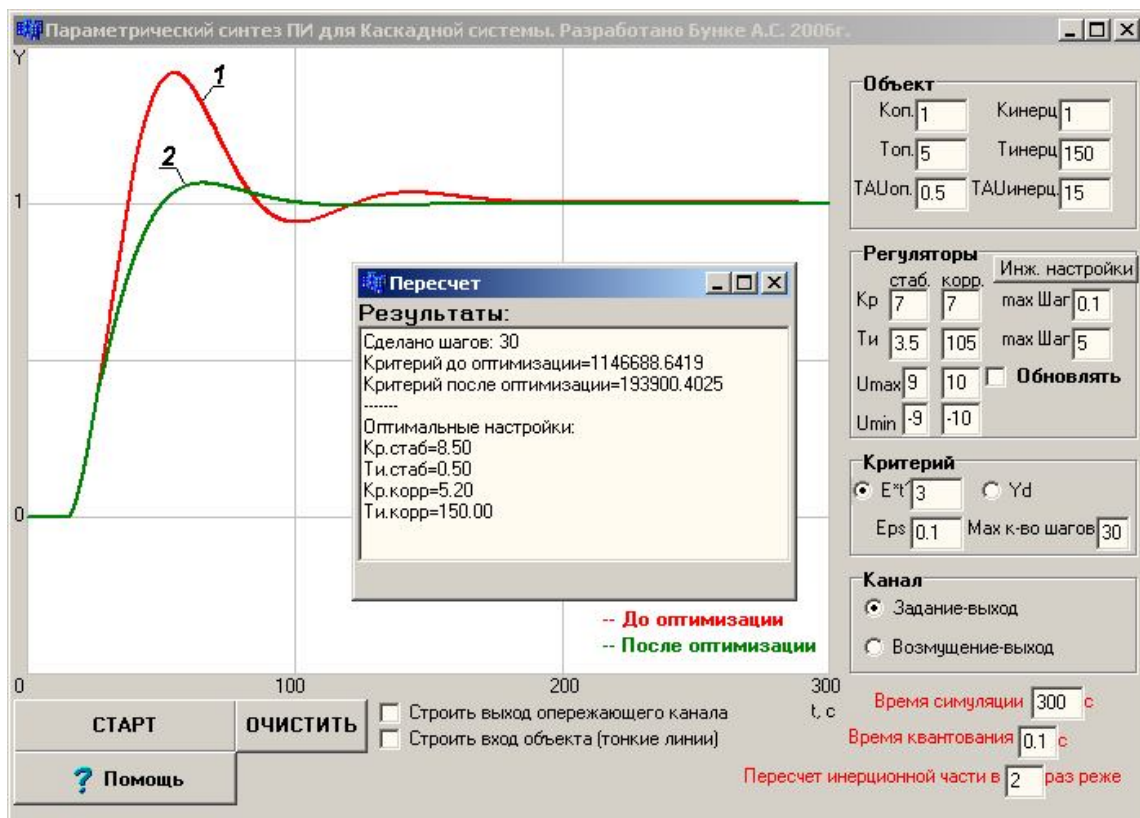 Параметрический синтез ПИ для Каскадной системы. Разработано Бунке А.С. 2006г.
Y
1
2
1
0
0
100
200
300
t, с
-- До оптимизации
-- После оптимизации
Пересчет
Результаты:
Сделано шагов: 30
Критерий до оптимизации=1146688.6419
Критерий после оптимизации=193900.4025
-------
Оптимальные настройки:
Кр.стаб=8.50
Ти.стаб=0.50
Кр.корр=5.20
Ти.корр=150.00
Объект
Коп. 1 Кинерц 1
Топ. 5 Тинерц 150
TAUоп. 0.5 TAUинерц. 15
Регуляторы
стаб. корр. Инж. настройки
Кр 7 7 max Шаг 0.1
Ти 3.5 105 max Шаг 5
Umax 9 10 Обновлять
Umin -9 -10
Критерий
E*t^ 3 Yd
Eps 0.1 Max к-во шагов 30
Канал
Задание-выход
Возмущение-выход
Время симуляции 300 с
Время квантования 0.1 с
Пересчет инерционной части в 2 раз реже
СТАРТ
ОЧИСТИТЬ
Строить выход опережающего канала
Строить вход объекта (тонкие линии)
? Помощь